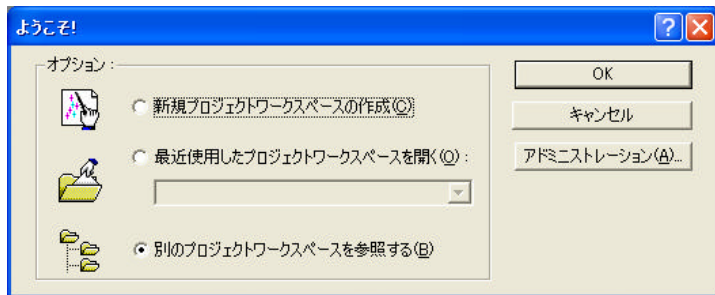 ようこそ!
オプション:
新規プロジェクトワークスペースの作成(C)
最近使用したプロジェクトワークスペースを開く(O):
別のプロジェクトワークスペースを参照する(B)
OK
キャンセル
アドミニストレーション(A)...